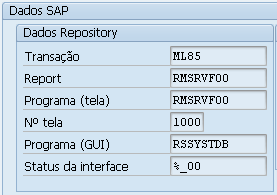 Dados SAP
Dados Repository
Transação ML85
Report RMSRVF00
Programa (tela) RMSRVF00
Nº tela 1000
Programa (GUI) RSSYSTDB
Status da interface %_00